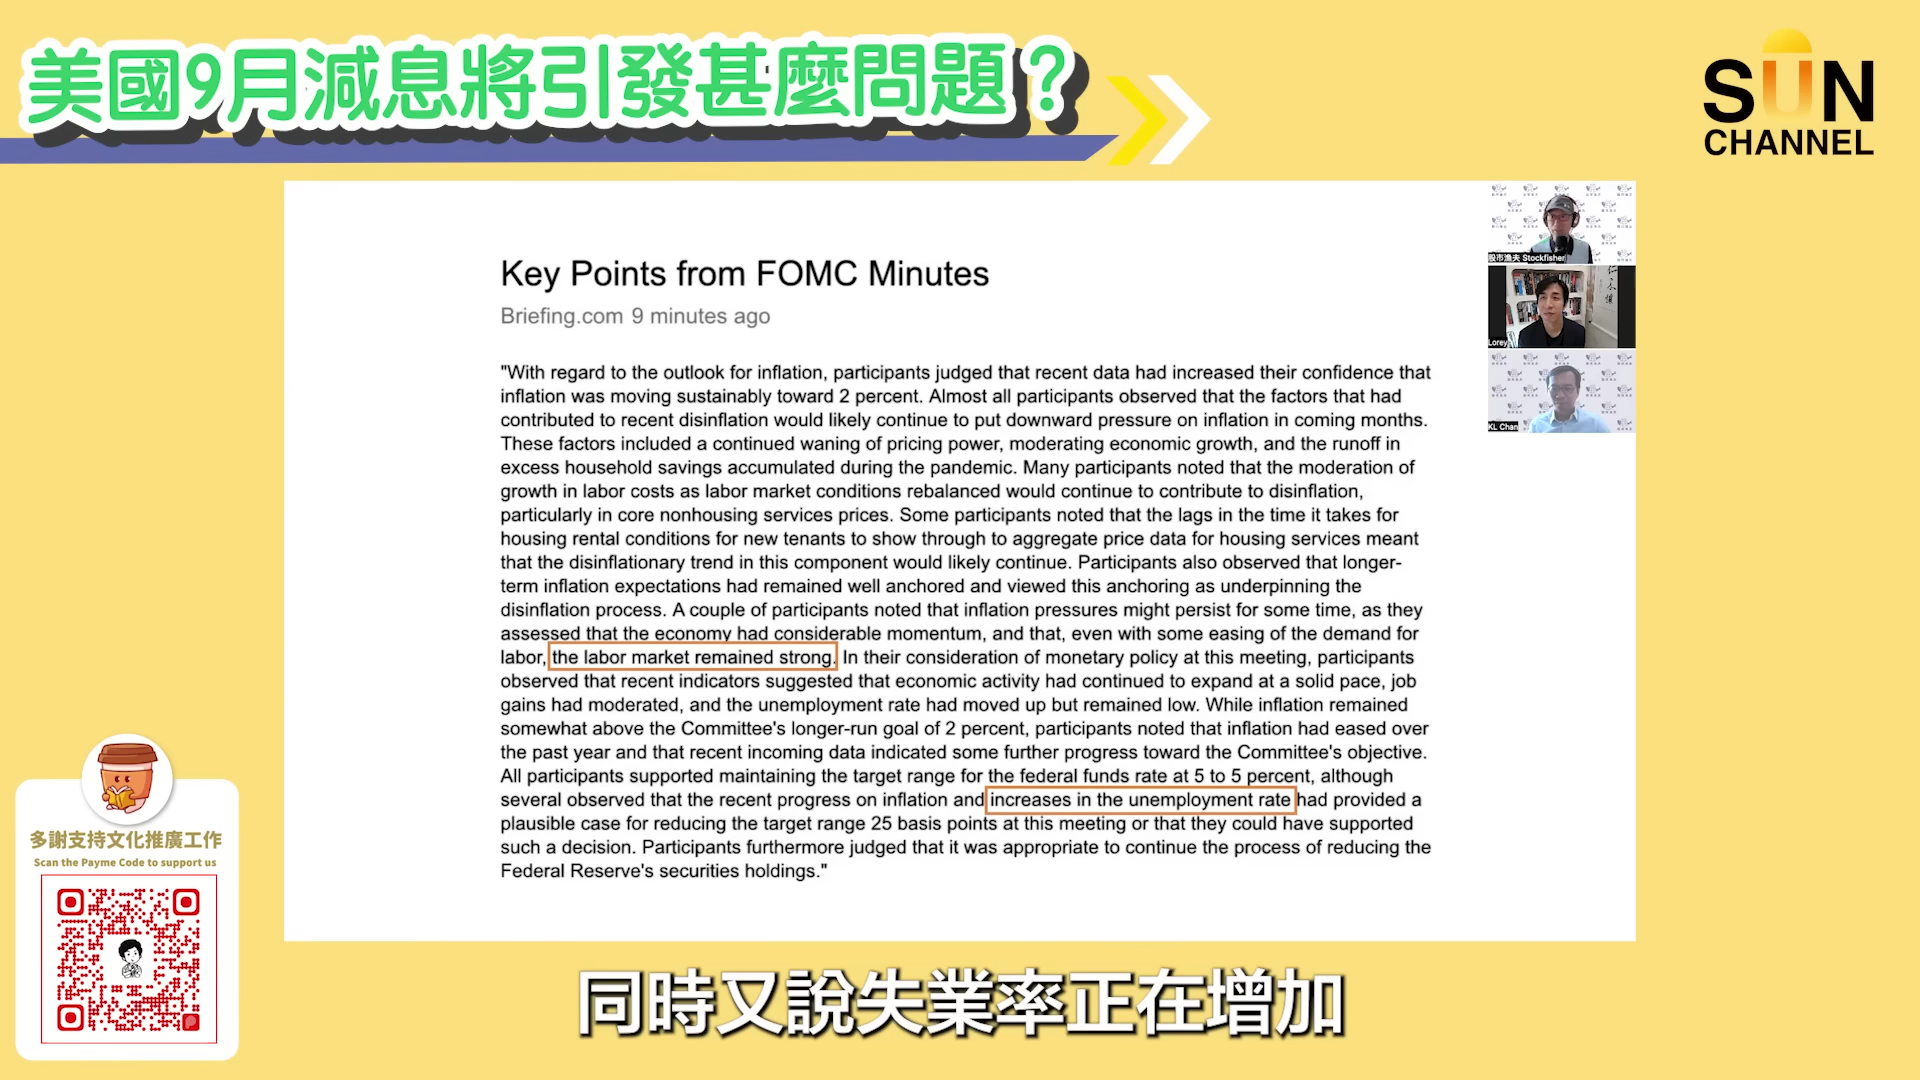 美國9月減息將引發甚麼問題？
SUN
CHANNEL
Key Points from FOMC Minutes
Briefing.com 9 minutes ago
"With regard to the outlook for inflation, participants judged that recent data had increased their confidence that
inflation was moving sustainably toward 2 percent. Almost all participants observed that the factors that had
contributed to recent disinflation would likely continue to put downward pressure on inflation in coming months.
These factors included a continued waning of pricing power, moderating economic growth, and the runoff in
excess household savings accumulated during the pandemic. Many participants noted that the moderation of
growth in labor costs as labor market conditions rebalanced would continue to contribute to disinflation,
particularly in core nonhousing services prices. Some participants noted that the lags in the time it takes for
housing rental conditions for new tenants to show through to aggregate price data for housing services meant
that the disinflationary trend in this component would likely continue. Participants also observed that longer-
term inflation expectations had remained well anchored and viewed this anchoring as underpinning the
disinflation process. A couple of participants noted that inflation pressures might persist for some time, as they
assessed that the economy had considerable momentum, and that, even with some easing of the demand for
labor, the labor market remained strong. In their consideration of monetary policy at this meeting, participants
observed that recent indicators suggested that economic activity had continued to expand at a solid pace, job
gains had moderated, and the unemployment rate had moved up but remained low. While inflation remained
somewhat above the Committee's longer-run goal of 2 percent, participants noted that inflation had eased over
the past year and that recent incoming data indicated some further progress toward the Committee's objective.
All participants supported maintaining the target range for the federal funds rate at 5 to 5 percent, although
several observed that the recent progress on inflation and increases in the unemployment rate had provided a
plausible case for reducing the target range 25 basis points at this meeting or that they could have supported
such a decision. Participants furthermore judged that it was appropriate to continue the process of reducing the
Federal Reserve's securities holdings."
股市漁夫 Stockfisher
Lorey
KL Chan
多謝支持文化推廣工作
Scan the Payme Code to support us
同時又說失業率正在增加